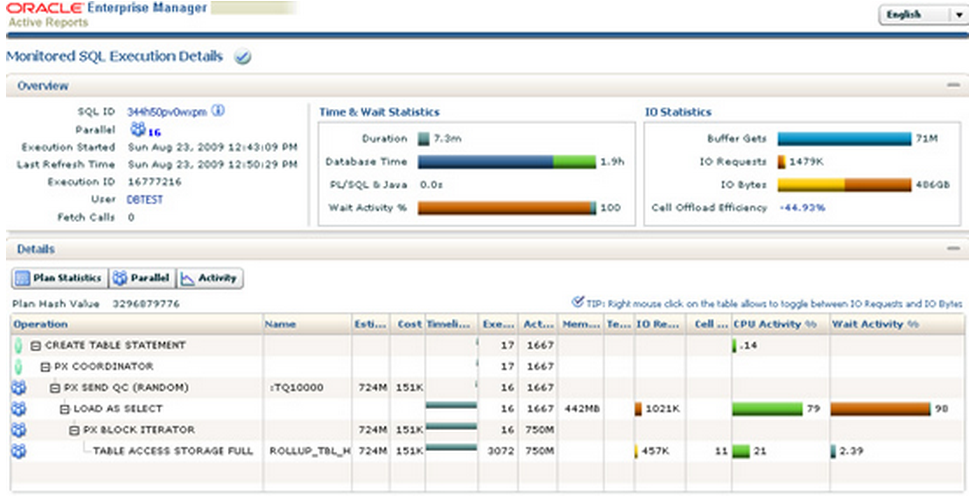 ORACLE Enterprise Manager
Active Reports
English
Monitored SQL Execution Details
Overview
SQL ID 344h50pv0wxpm
Parallel 16
Execution Started Sun Aug 23, 2009 12:43:09 PM
Last Refresh Time Sun Aug 23, 2009 12:50:29 PM
Execution ID 16777216
User DBTEST
Fetch Calls 0
Time & Wait Statistics
Duration 7.3m
Database Time 1.9h
PL/SQL & Java 0.0s
Wait Activity % 100
IO Statistics
Buffer Gets 71M
IO Requests 1479K
IO Bytes 486GB
Cell Offload Efficiency -44.93%
Details
Plan Statistics Parallel Activity
Plan Hash Value 3296879776
TIP: Right mouse click on the table allows to toggle between IO Requests and IO Bytes
Operation Name Esti... Cost Timeli... Exe... Act... Mem... Te... IO Re... Cell ... CPU Activity % Wait Activity %
CREATE TABLE STATEMENT 17 1667 .14
PX COORDINATOR 17 1667
PX SEND QC (RANDOM) :TQ10000 724M 151K 16 1667
LOAD AS SELECT 16 1667 442MB 1021K 79 98
PX BLOCK ITERATOR 724M 151K 16 750M
TABLE ACCESS STORAGE FULL ROLLUP_TBL_H 724M 151K 3072 750M 457K 11 21 2.39